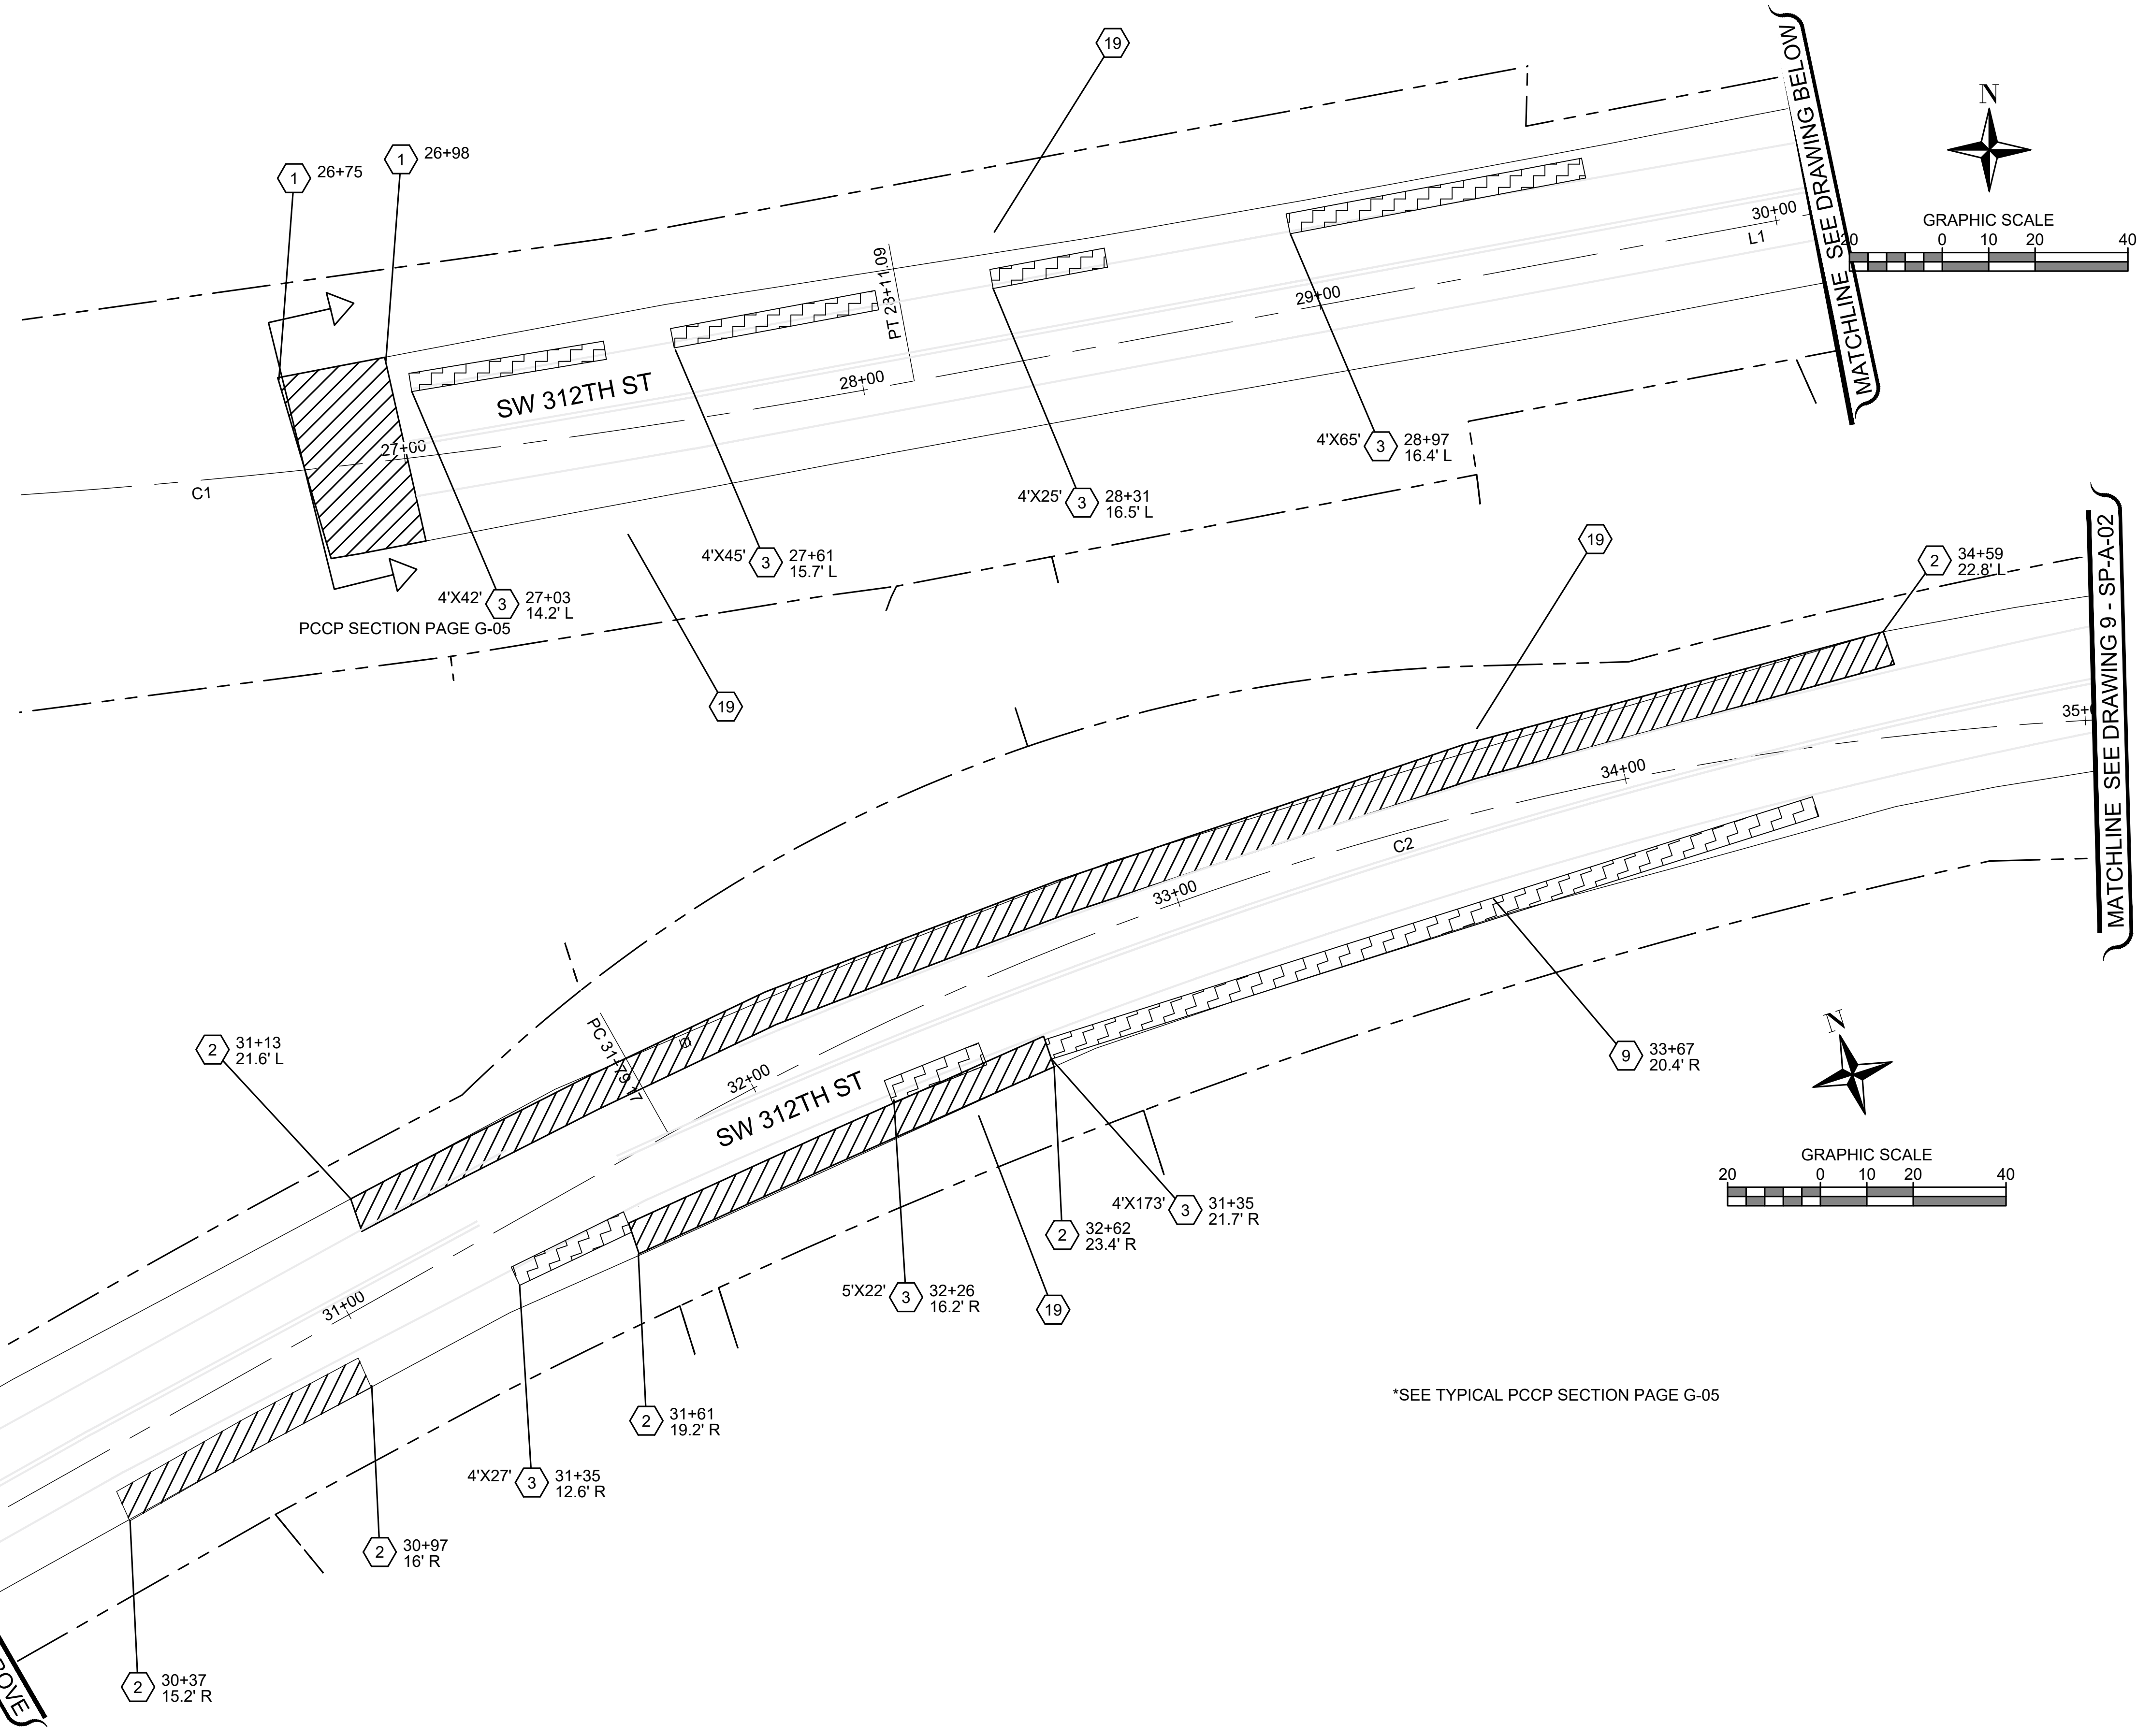 19
1 26+75
1 26+98
MATCHLINE SEE DRAWING BELOW
N
GRAPHIC SCALE
20 0 10 20 40
30+00
L1
PT 28+11.09
29+00
28+00
SW 312TH ST
27+00
C1
4'X65' 3 28+97
16.4' L
4'X25' 3 28+31
16.5' L
4'X45' 3 27+61
15.7' L
4'X42' 3 27+03
14.2' L
PCCP SECTION PAGE G-05
19
19
2 34+59
22.8' L
MATCHLINE SEE DRAWING 9 - SP-A-02
34+00
C2
33+00
2 31+13
21.6' L
32+00
SW 312TH ST
9 33+67
20.4' R
N
GRAPHIC SCALE
20 0 10 20 40
4'X173' 3 31+35
21.7' R
2 32+62
23.4' R
5'X22' 3 32+26
16.2' R
19
31+00
*SEE TYPICAL PCCP SECTION PAGE G-05
2 31+61
19.2' R
4'X27' 3 31+35
12.6' R
2 30+97
16' R
2 30+37
15.2' R